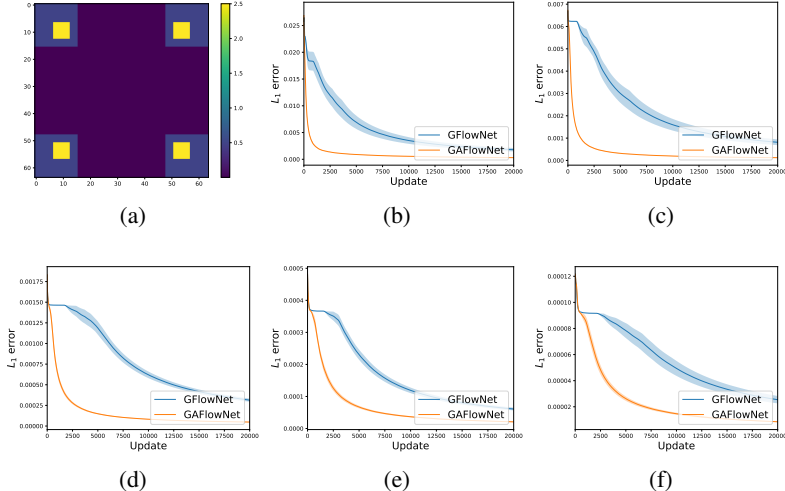 0
10
20
30
40
50
60
0 10 20 30 40 50 60
2.5
2.0
1.5
1.0
0.5
(a)
L1 error
0.025
0.020
0.015
0.010
0.005
0.000
GFlowNet
GAFlowNet
0 2500 5000 7500 10000 12500 15000 17500 20000
Update
(b)
L1 error
0.007
0.006
0.005
0.004
0.003
0.002
0.001
0.000
GFlowNet
GAFlowNet
0 2500 5000 7500 10000 12500 15000 17500 20000
Update
(c)
L1 error
0.00175
0.00150
0.00125
0.00100
0.00075
0.00050
0.00025
0.00000
GFlowNet
GAFlowNet
0 2500 5000 7500 10000 12500 15000 17500 20000
Update
(d)
L1 error
0.0005
0.0004
0.0003
0.0002
0.0001
0.0000
GFlowNet
GAFlowNet
0 2500 5000 7500 10000 12500 15000 17500 20000
Update
(e)
L1 error
0.00012
0.00010
0.00008
0.00006
0.00004
0.00002
GFlowNet
GAFlowNet
0 2500 5000 7500 10000 12500 15000 17500 20000
Update
(f)